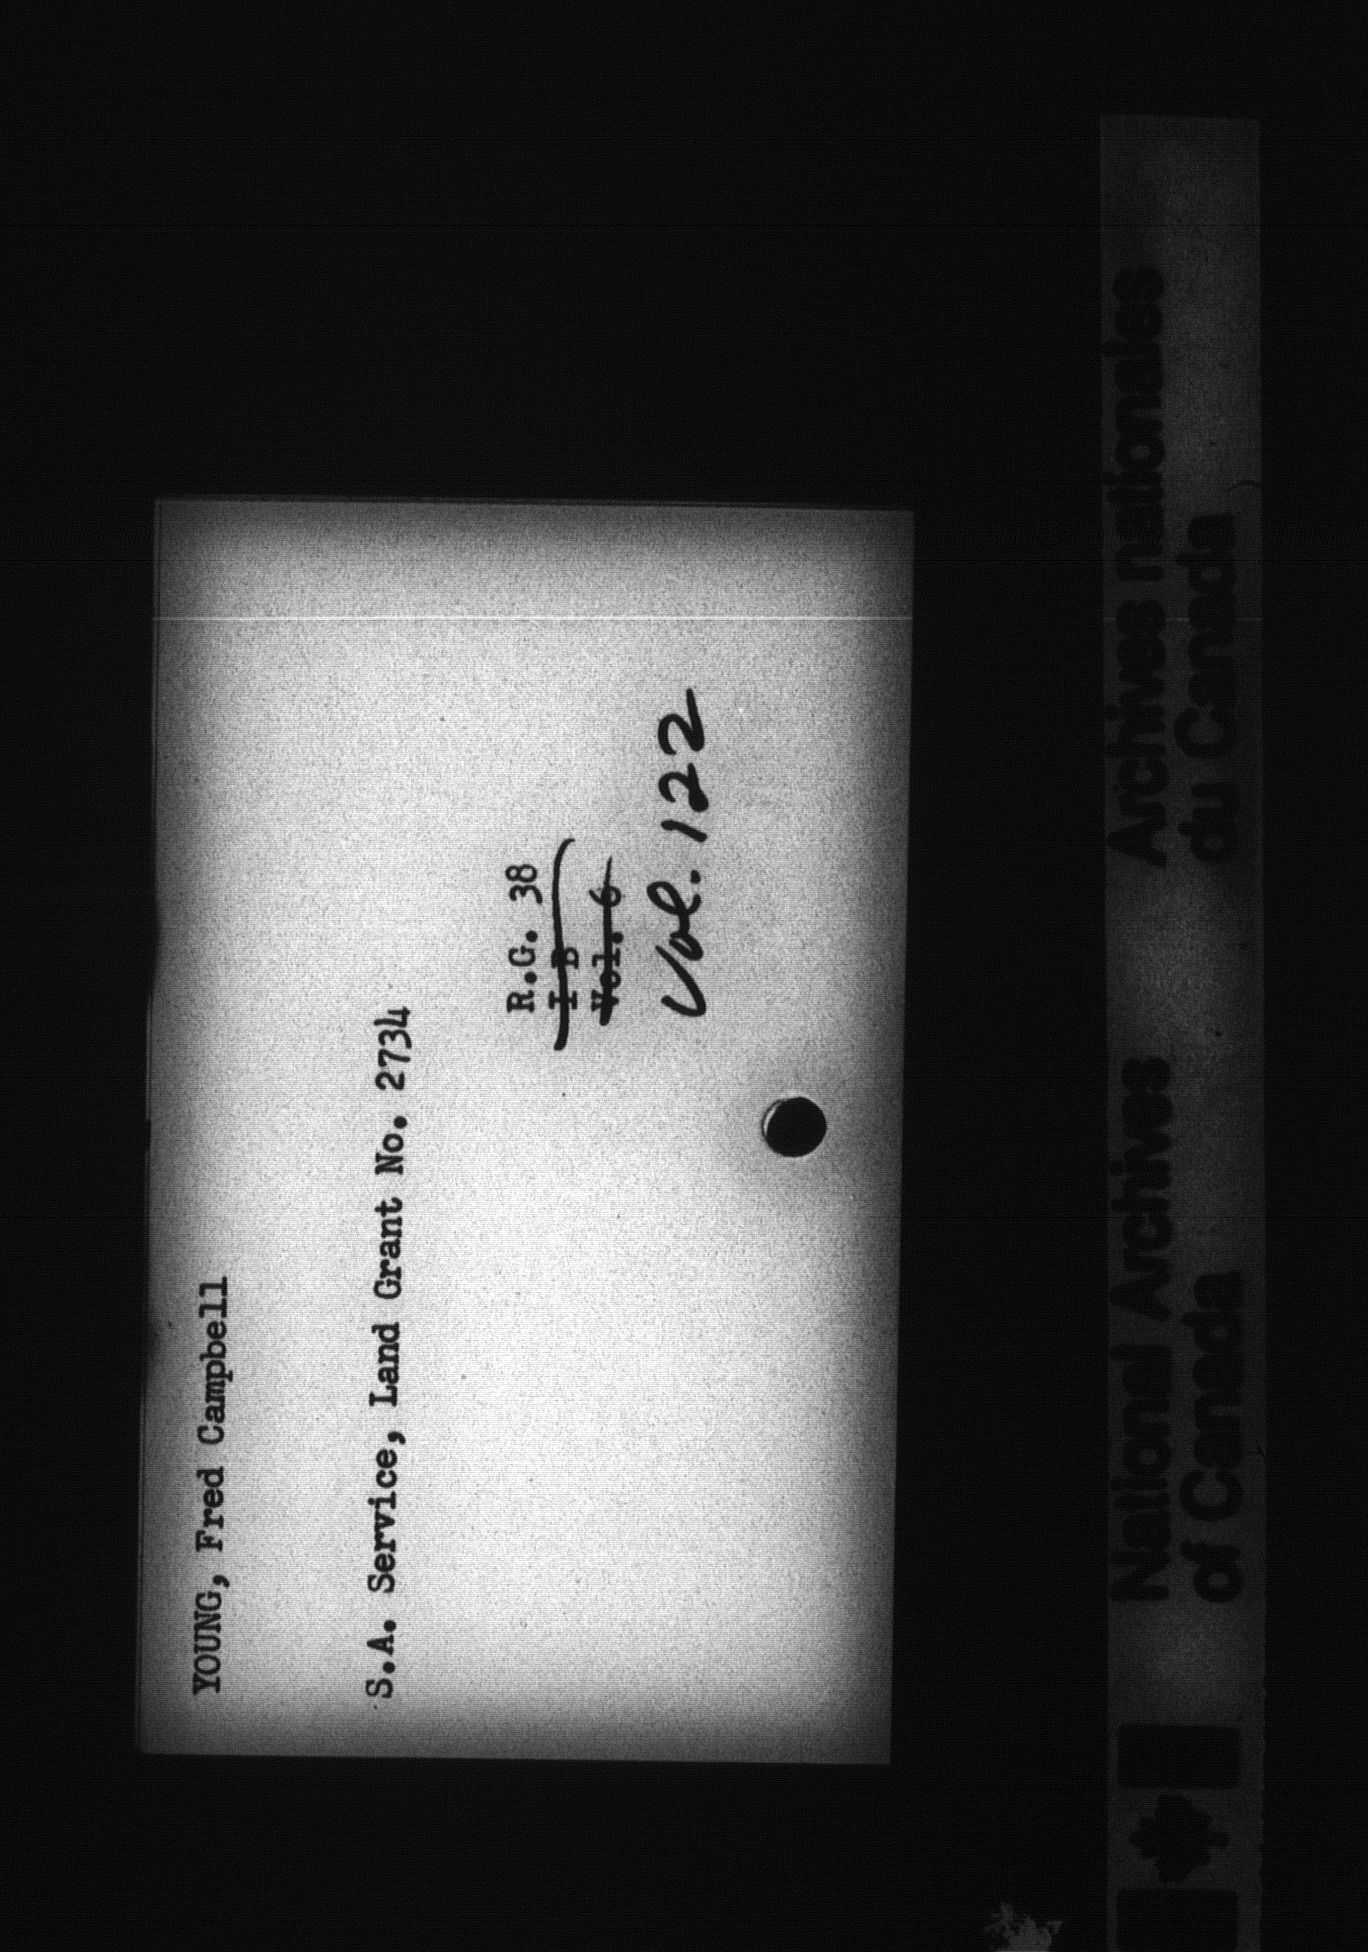 YOUNG, Fred Campbell
S.A. Service, Land Grant No. 2734
R.G. 38
I B
Vol. 6
Vol. 122
National Archives
of Canada
Archives nationales
du Canada